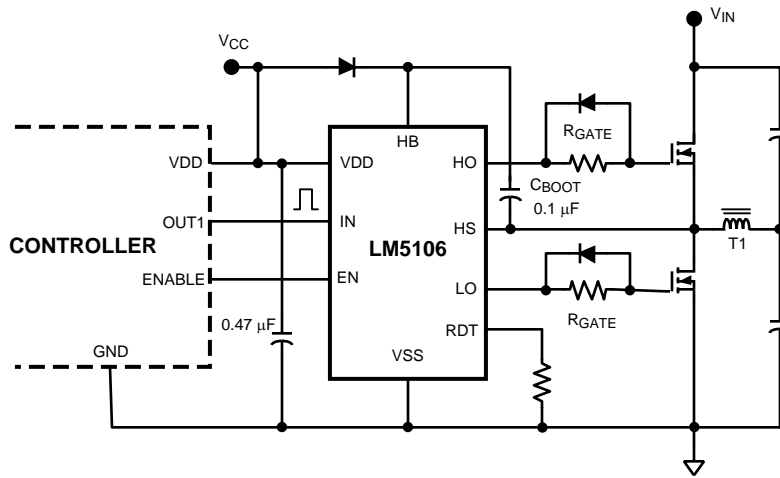 VIN
VCC
HB
RGATE
VDD
VDD
HO
CBOOT
0.1 µF
OUT1
IN
HS
CONTROLLER
LM5106
T1
ENABLE
EN
LO
RGATE
0.47 µF
RDT
GND
VSS